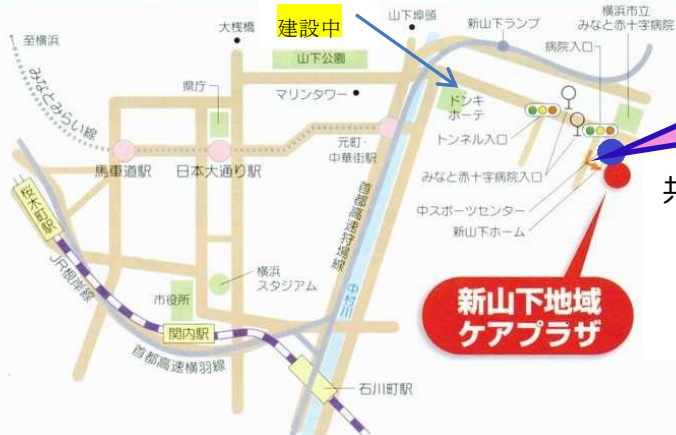 建設中
至横浜
大桟橋
山下埠頭
新山下ランプ
横浜市立
みなと赤十字病院
病院入口
みなとみらい線
県庁
山下公園
マリンタワー
ドンキ
ホーテ
トンネル入口
元町・
中華街駅
馬車道駅
日本大通り駅
みなと赤十字病院入口
桜木町駅
首都高速狩場線
中スポーツセンター
新山下ホーム
共
JR根岸線
横浜
スタジアム
中村川
市役所
新山下地域
ケアプラザ
関内駅
首都高速横羽線
石川町駅